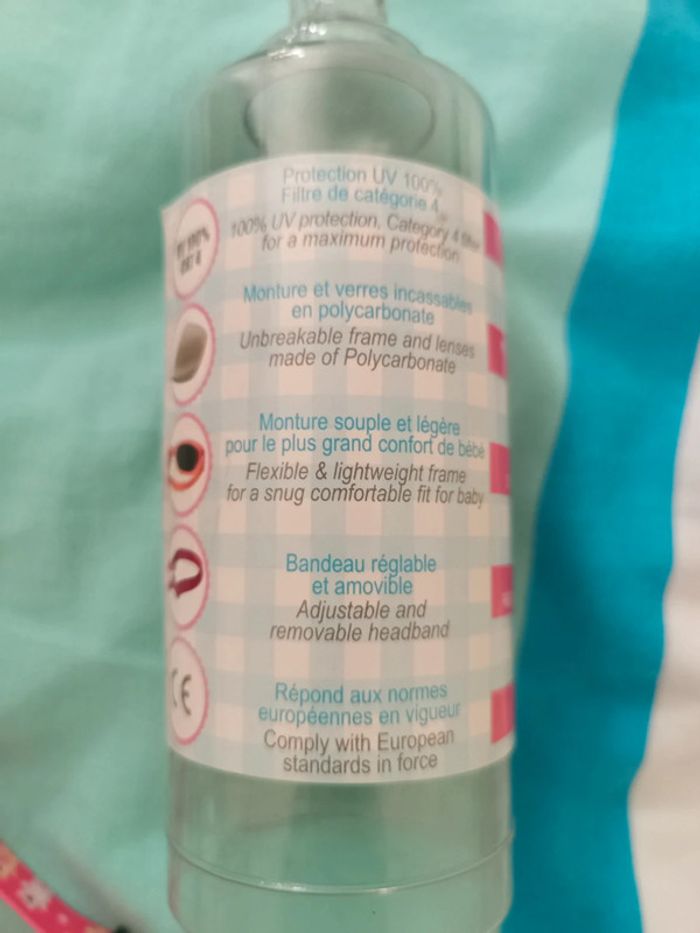 Protection UV 100%
Filtre de catégorie 4
100% UV protection, Category 4
for a maximum protection
Monture et verres incassables
en polycarbonate
Unbreakable frame and lenses
made of Polycarbonate
Monture souple et légère
pour le plus grand confort de bébé
Flexible & lightweight frame
for a snug comfortable fit for baby
Bandeau réglable
et amovible
Adjustable and
removable headband
CE
Répond aux normes
européennes en vigueur
Comply with European
standards in force